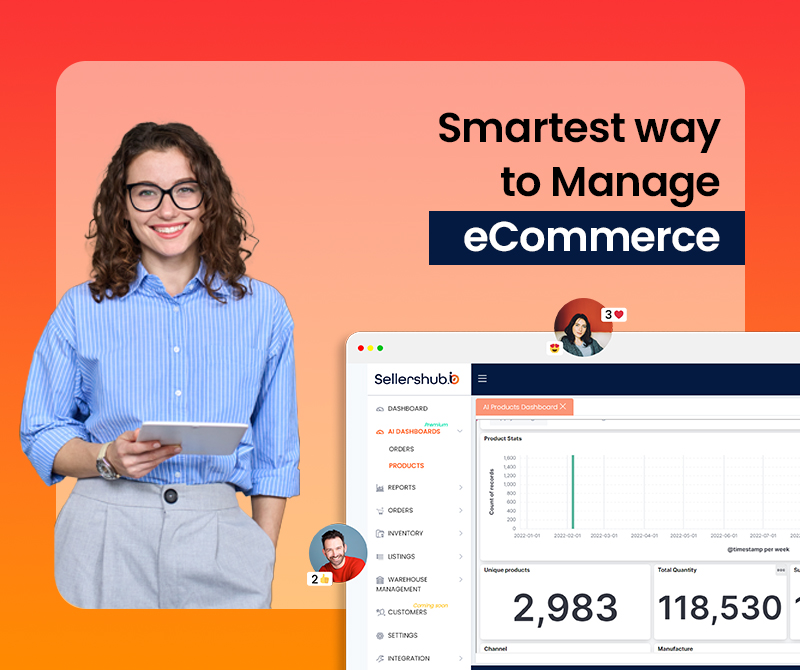 Smartest way
to Manage
eCommerce
3
2
Sellershub.io
DASHBOARD
Premium
AI DASHBOARDS
ORDERS
PRODUCTS
REPORTS
ORDERS
INVENTORY
LISTINGS
WAREHOUSE
MANAGEMENT
Coming soon
CUSTOMERS
SETTINGS
INTEGRATION
AI Products Dashboard
Product Stats
Count of records
1,600
1,400
1,200
1,000
800
600
400
200
0
2022-01-01 2022-02-01 2022-03-01 2022-04-01 2022-05-01 2022-06-01 2022-07-01
@timestamp per week
Unique products
2,983
Total Quantity
118,530
Su
Channel
Manufacture